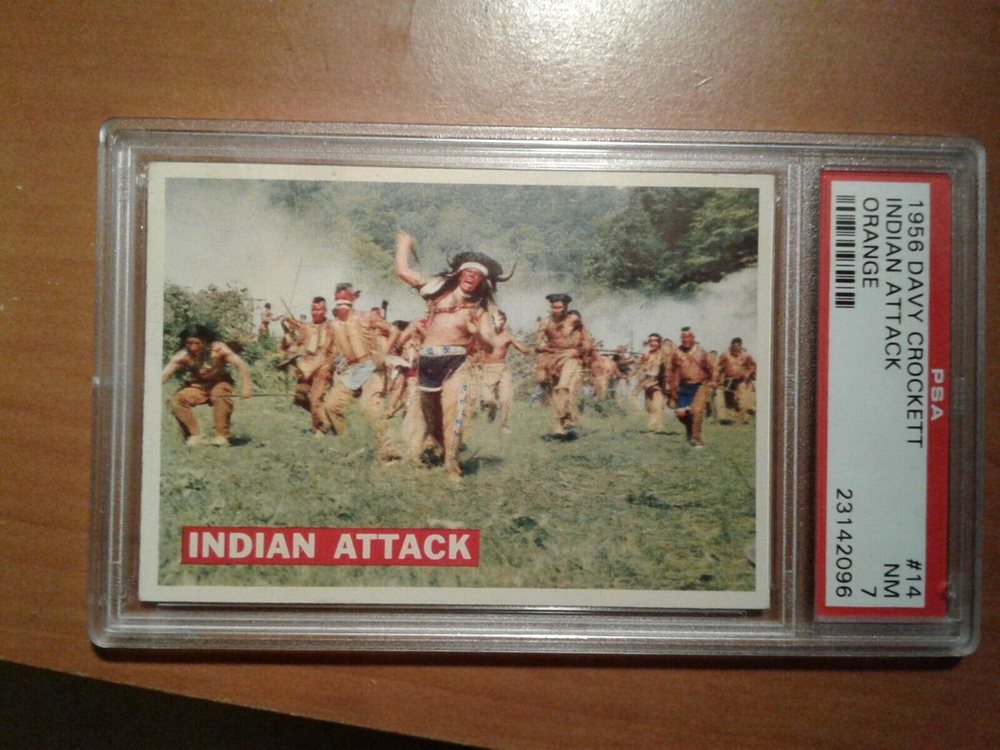 INDIAN ATTACK
PSA
1956 DAVY CROCKETT #14
INDIAN ATTACK NM
ORANGE 7
23142096